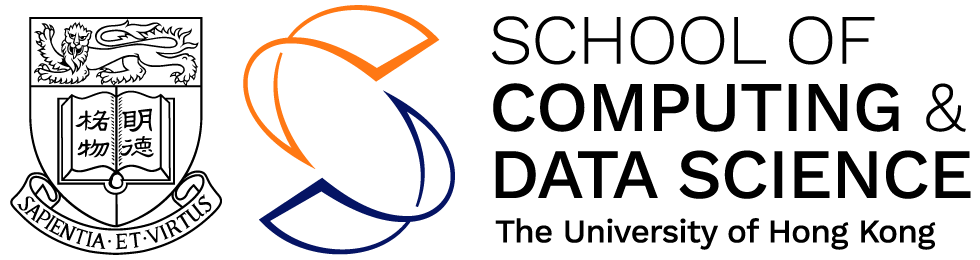 明德
格物
SAPIENTIA·ET·VIRTUS
SCHOOL OF
COMPUTING &
DATA SCIENCE
The University of Hong Kong